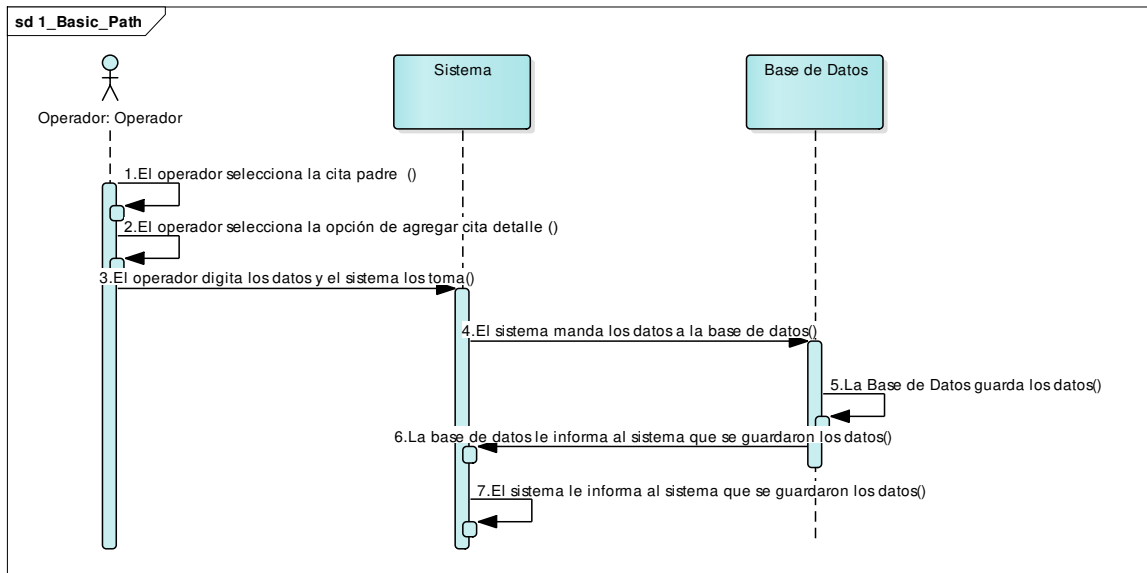 sd 1_Basic_Path
Sistema
Base de Datos
Operador: Operador
1.El operador selecciona la cita padre ()
2.El operador selecciona la opción de agregar cita detalle ()
3.El operador digita los datos y el sistema los toma()
4.El sistema manda los datos a la base de datos()
5.La Base de Datos guarda los datos()
6.La base de datos le informa al sistema que se guardaron los datos()
7.El sistema le informa al sistema que se guardaron los datos()